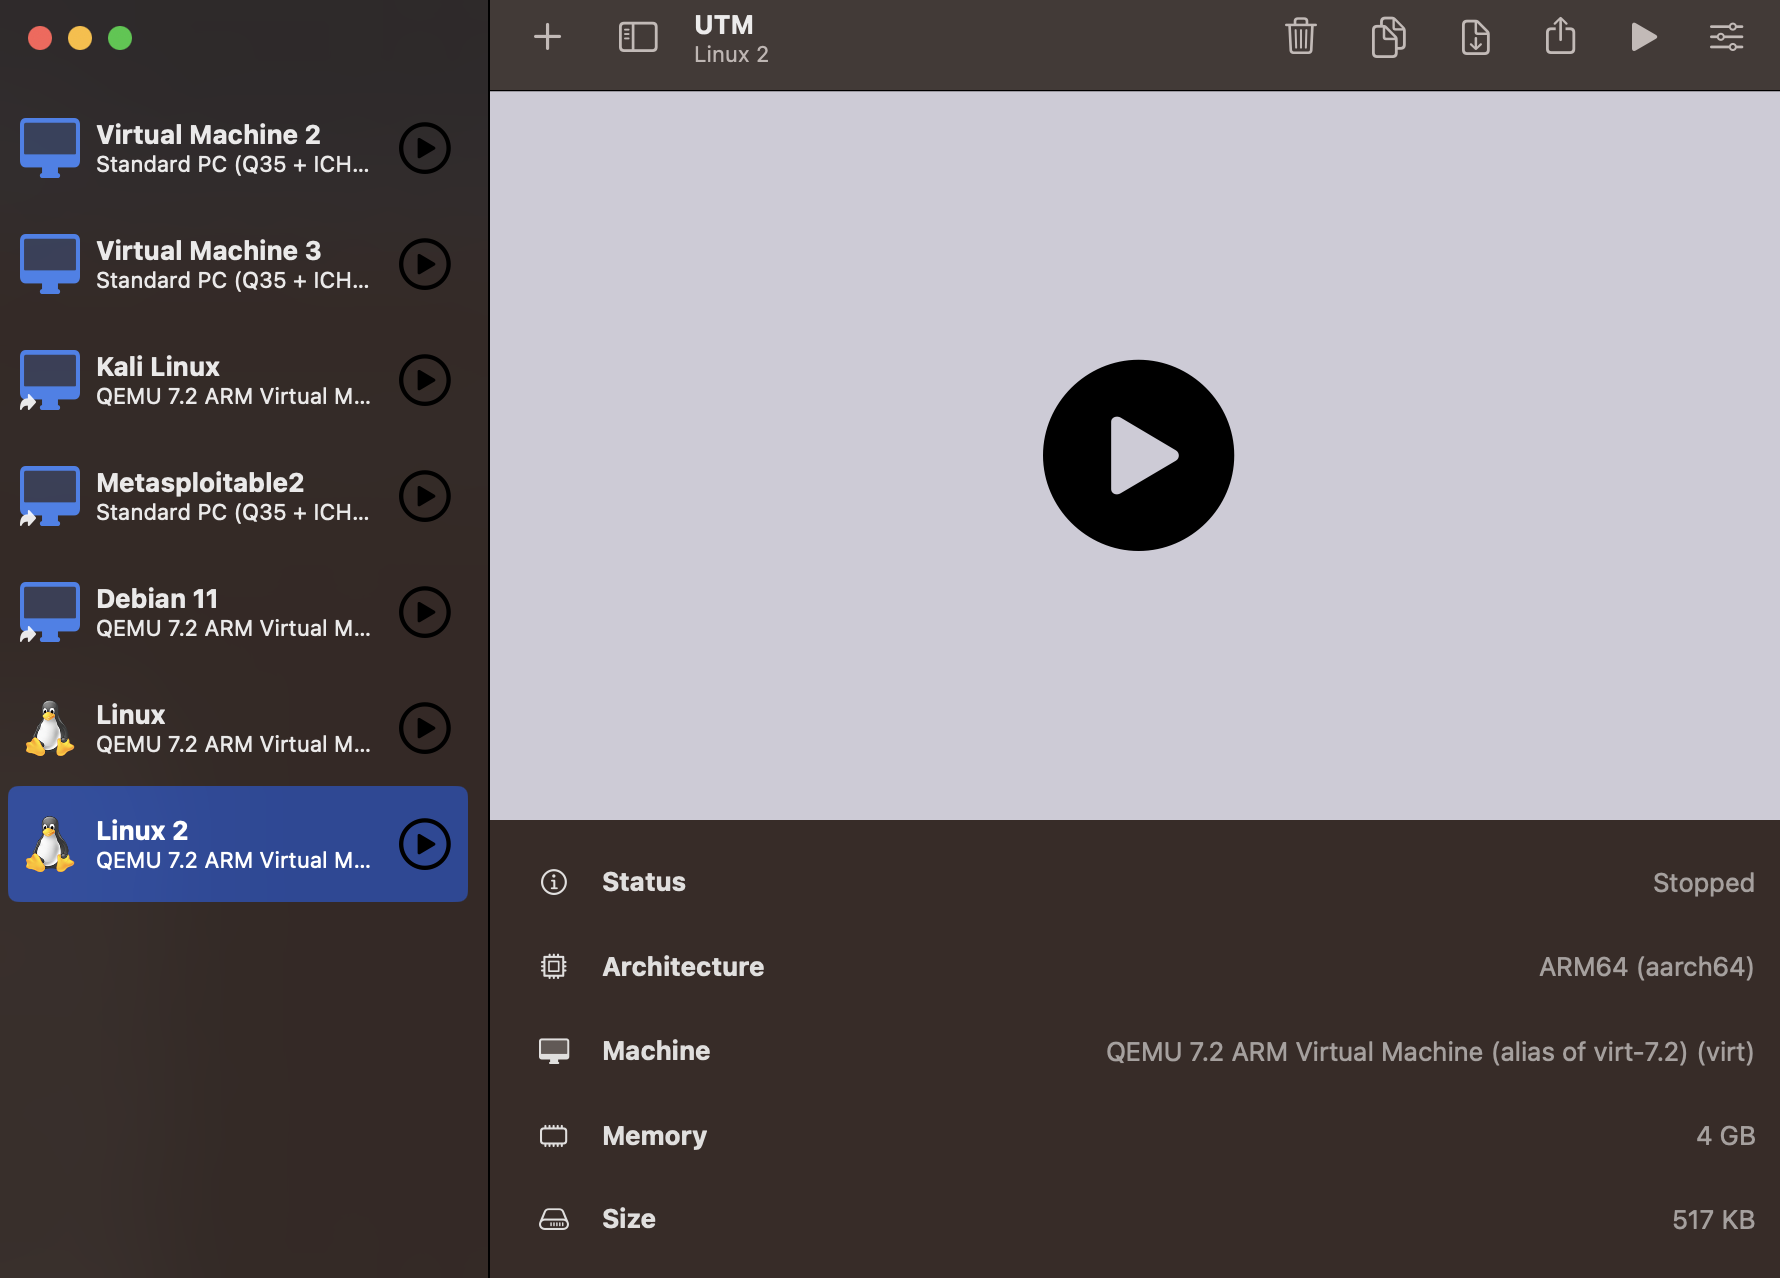 UTM
Linux 2
Virtual Machine 2
Standard PC (Q35 + ICH...
Virtual Machine 3
Standard PC (Q35 + ICH...
Kali Linux
QEMU 7.2 ARM Virtual M...
Metasploitable2
Standard PC (Q35 + ICH...
Debian 11
QEMU 7.2 ARM Virtual M...
Linux
QEMU 7.2 ARM Virtual M...
Linux 2
QEMU 7.2 ARM Virtual M...
Status Stopped
Architecture ARM64 (aarch64)
Machine QEMU 7.2 ARM Virtual Machine (alias of virt-7.2) (virt)
Memory 4 GB
Size 517 KB